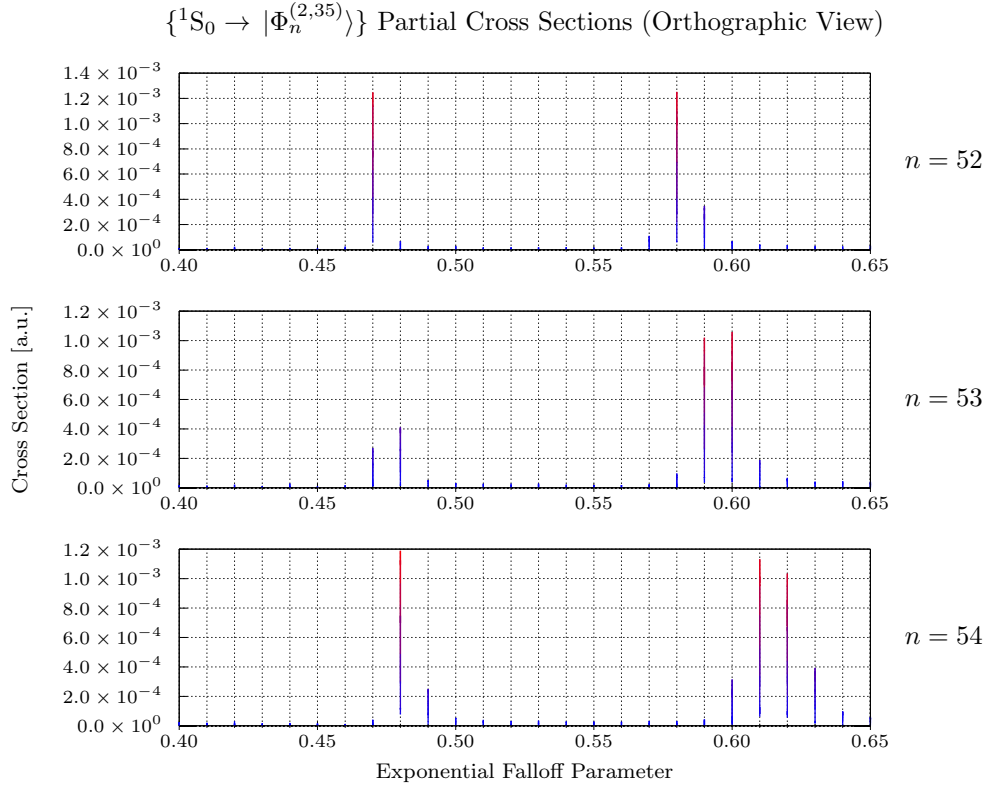 {¹S₀ → |Φₙ⁽²,³⁵⁾⟩} Partial Cross Sections (Orthographic View)
1.4 × 10⁻³
1.2 × 10⁻³
1.0 × 10⁻³
8.0 × 10⁻⁴
6.0 × 10⁻⁴
4.0 × 10⁻⁴
2.0 × 10⁻⁴
0.0 × 10⁰
0.40 0.45 0.50 0.55 0.60 0.65
n = 52
1.2 × 10⁻³
1.0 × 10⁻³
8.0 × 10⁻⁴
6.0 × 10⁻⁴
4.0 × 10⁻⁴
2.0 × 10⁻⁴
0.0 × 10⁰
0.40 0.45 0.50 0.55 0.60 0.65
n = 53
Cross Section [a.u.]
1.2 × 10⁻³
1.0 × 10⁻³
8.0 × 10⁻⁴
6.0 × 10⁻⁴
4.0 × 10⁻⁴
2.0 × 10⁻⁴
0.0 × 10⁰
0.40 0.45 0.50 0.55 0.60 0.65
n = 54
Exponential Falloff Parameter